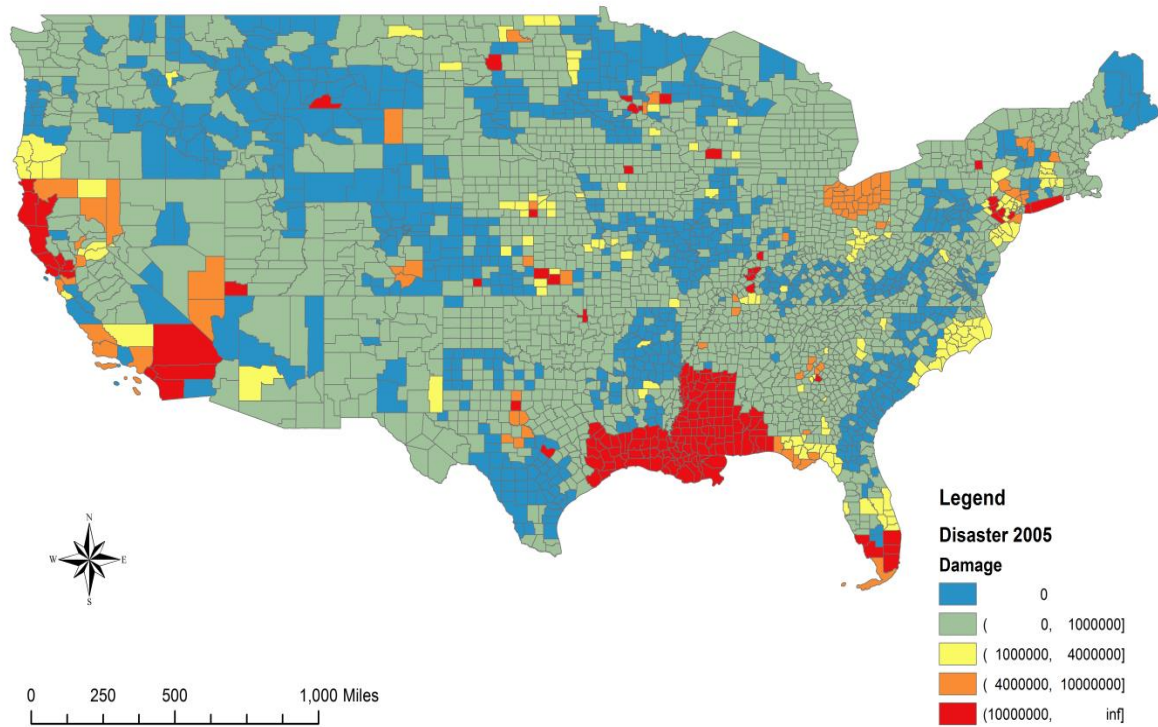 N
W E
S
0 250 500 1,000 Miles
Legend
Disaster 2005
Damage
0
( 0, 1000000]
( 1000000, 4000000]
( 4000000, 10000000]
(10000000, inf]